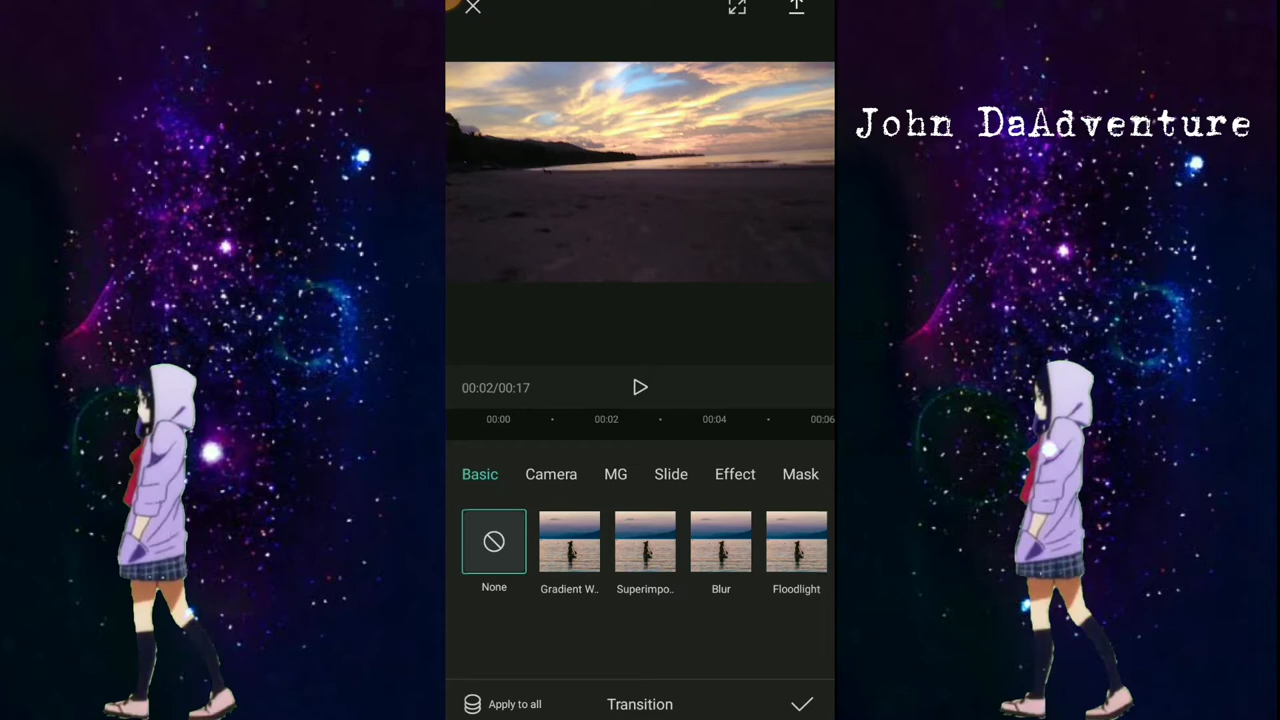 John DaAdventure
00:02/00:17
00:00 00:02 00:04 00:06
Basic Camera MG Slide Effect Mask
None Gradient W.. Superimpo.. Blur Floodlight
Apply to all Transition